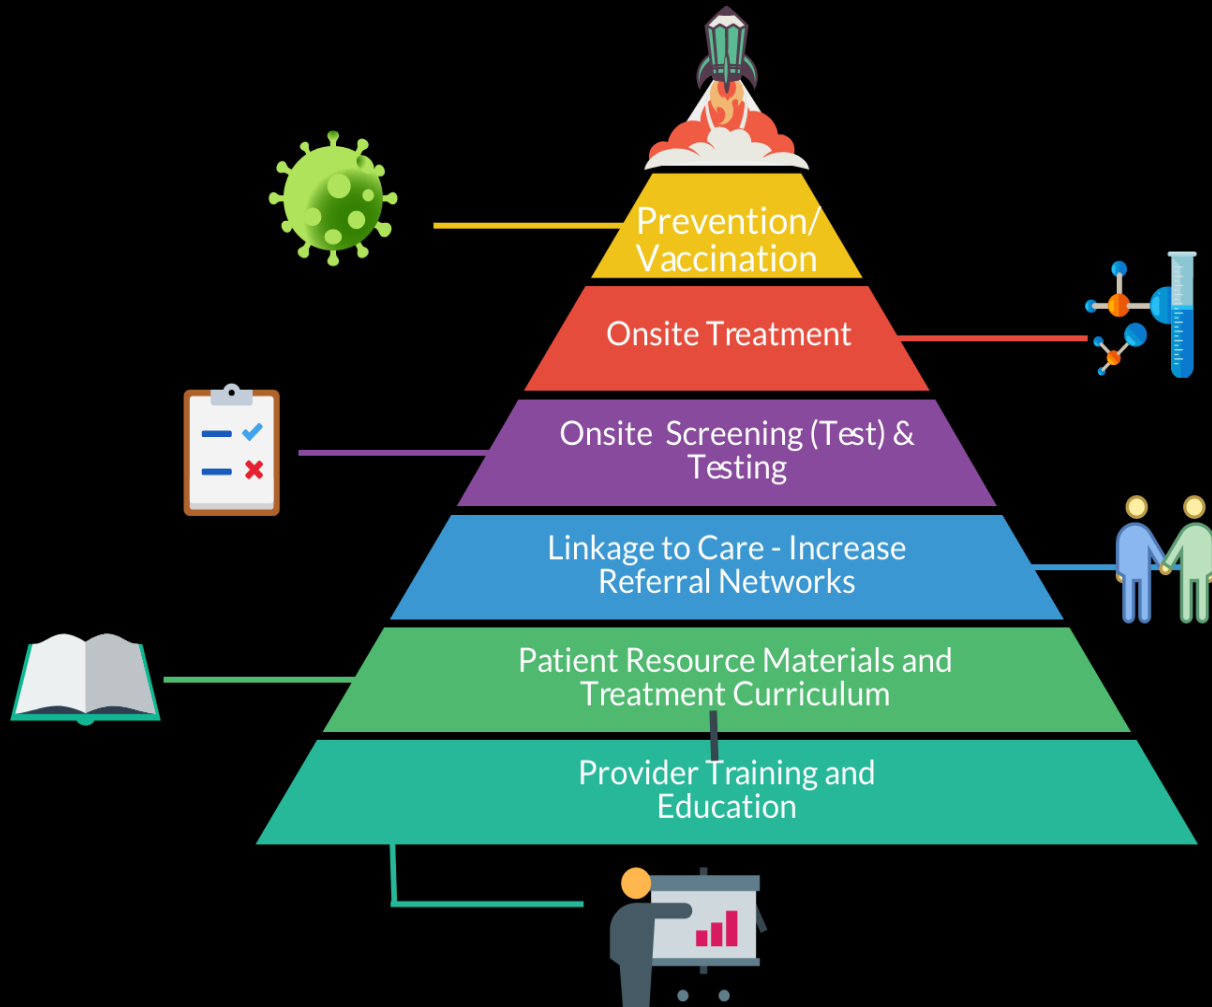 Prevention/
Vaccination
Onsite Treatment
Onsite  Screening (Test) &
Testing
Linkage to Care - Increase
Referral Networks
Patient Resource Materials and
Treatment Curriculum
Provider Training and
Education